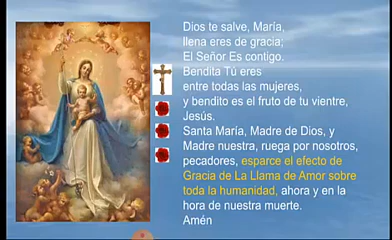 Dios te salve, María,
llena eres de gracia;
El Señor Es contigo.
Bendita Tú eres
entre todas las mujeres,
y bendito es el fruto de tu vientre,
Jesús.
Santa María, Madre de Dios, y
Madre nuestra, ruega por nosotros,
pecadores, esparce el efecto de
Gracia de La Llama de Amor sobre
toda la humanidad, ahora y en la
hora de nuestra muerte.
Amén